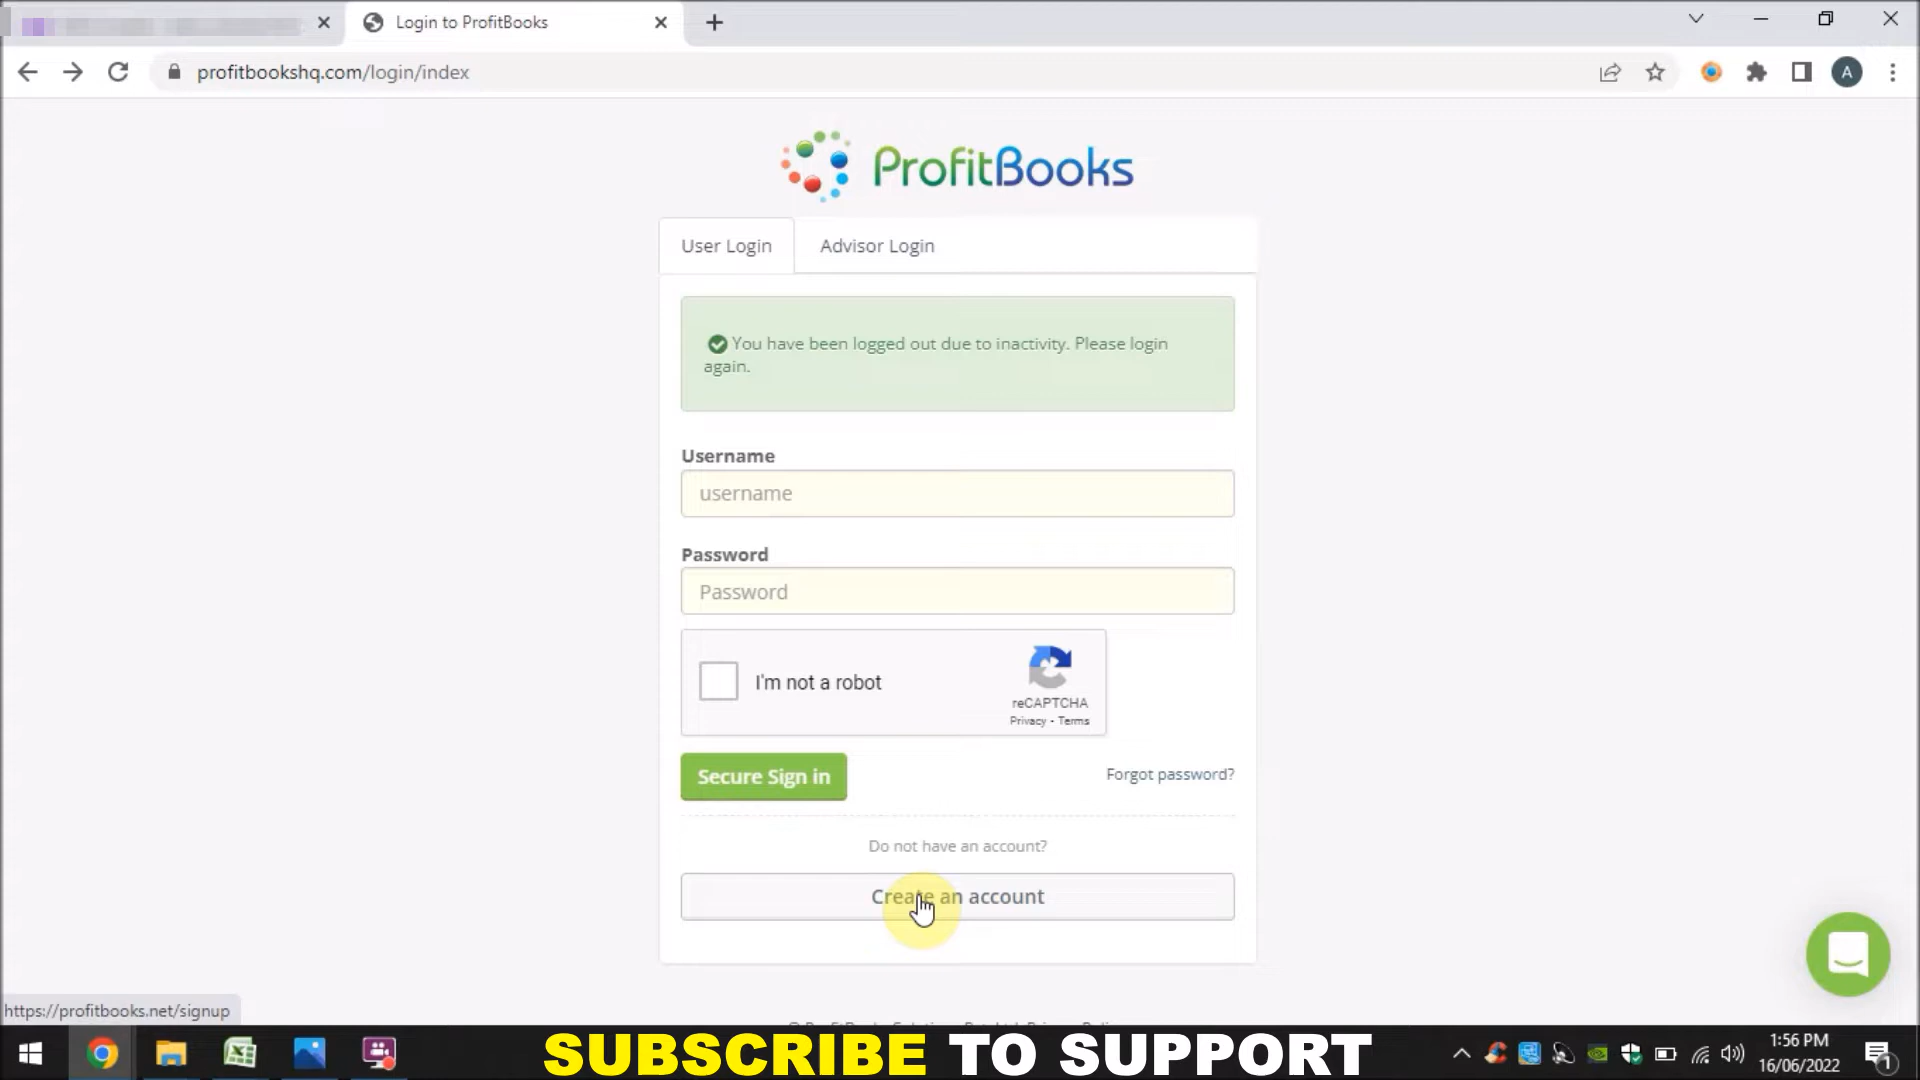 Login to ProfitBooks
profitbookshq.com/login/index
A
ProfitBooks
User Login
Advisor Login
You have been logged out due to inactivity. Please login
again.
Username
username
Password
Password
I'm not a robot
reCAPTCHA
Privacy - Terms
Secure Sign in
Forgot password?
Do not have an account?
Create an account
https://profitbooks.net/signup
SUBSCRIBE TO SUPPORT
1:56 PM
16/06/2022
1